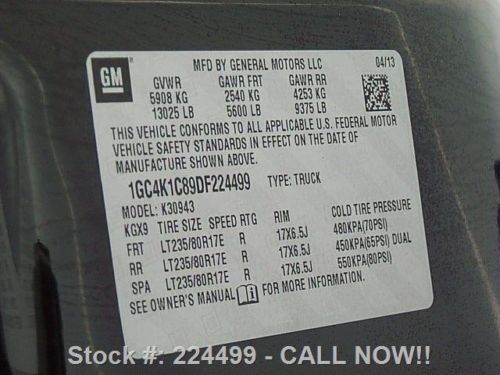 GM
MFD BY GENERAL MOTORS LLC 04/13
GVWR GAWR FRT GAWR RR
5908 KG 2540 KG 4253 KG
13025 LB 5600 LB 9375 LB
THIS VEHICLE CONFORMS TO ALL APPLICABLE U.S. FEDERAL MOTOR
VEHICLE SAFETY STANDARDS IN EFFECT ON THE DATE OF
MANUFACTURE SHOWN ABOVE.
1GC4K1C89DF224499 TYPE: TRUCK
MODEL: K30943
KGX9 TIRE SIZE SPEED RTG RIM COLD TIRE PRESSURE
FRT LT235/80R17E R 17X6.5J 480KPA(70PSI)
RR LT235/80R17E R 17X6.5J 450KPA(65PSI) DUAL
SPA LT235/80R17E R 17X6.5J 550KPA(80PSI)
SEE OWNER'S MANUAL FOR MORE INFORMATION
Stock #: 224499 - CALL NOW!!